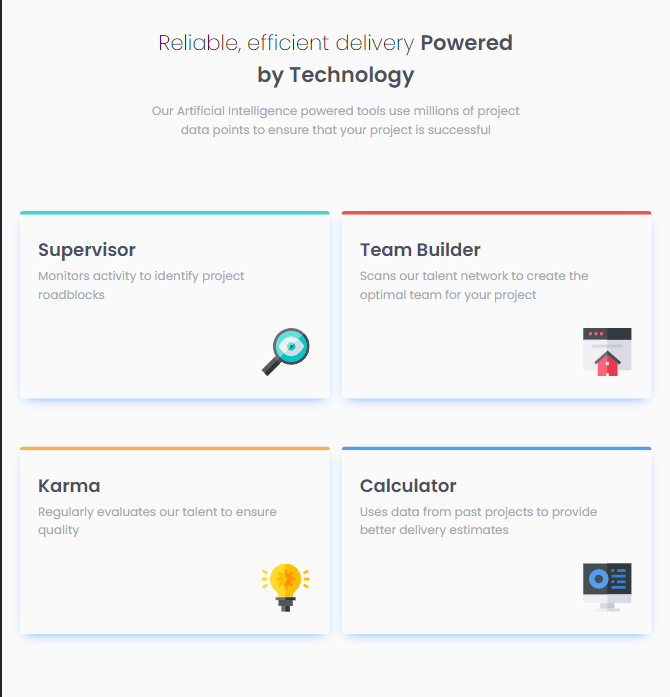 Reliable, efficient delivery Powered
by Technology
Our Artificial Intelligence powered tools use millions of project
data points to ensure that your project is successful
Supervisor
Monitors activity to identify project
roadblocks
Team Builder
Scans our talent network to create the
optimal team for your project
Karma
Regularly evaluates our talent to ensure
quality
Calculator
Uses data from past projects to provide
better delivery estimates